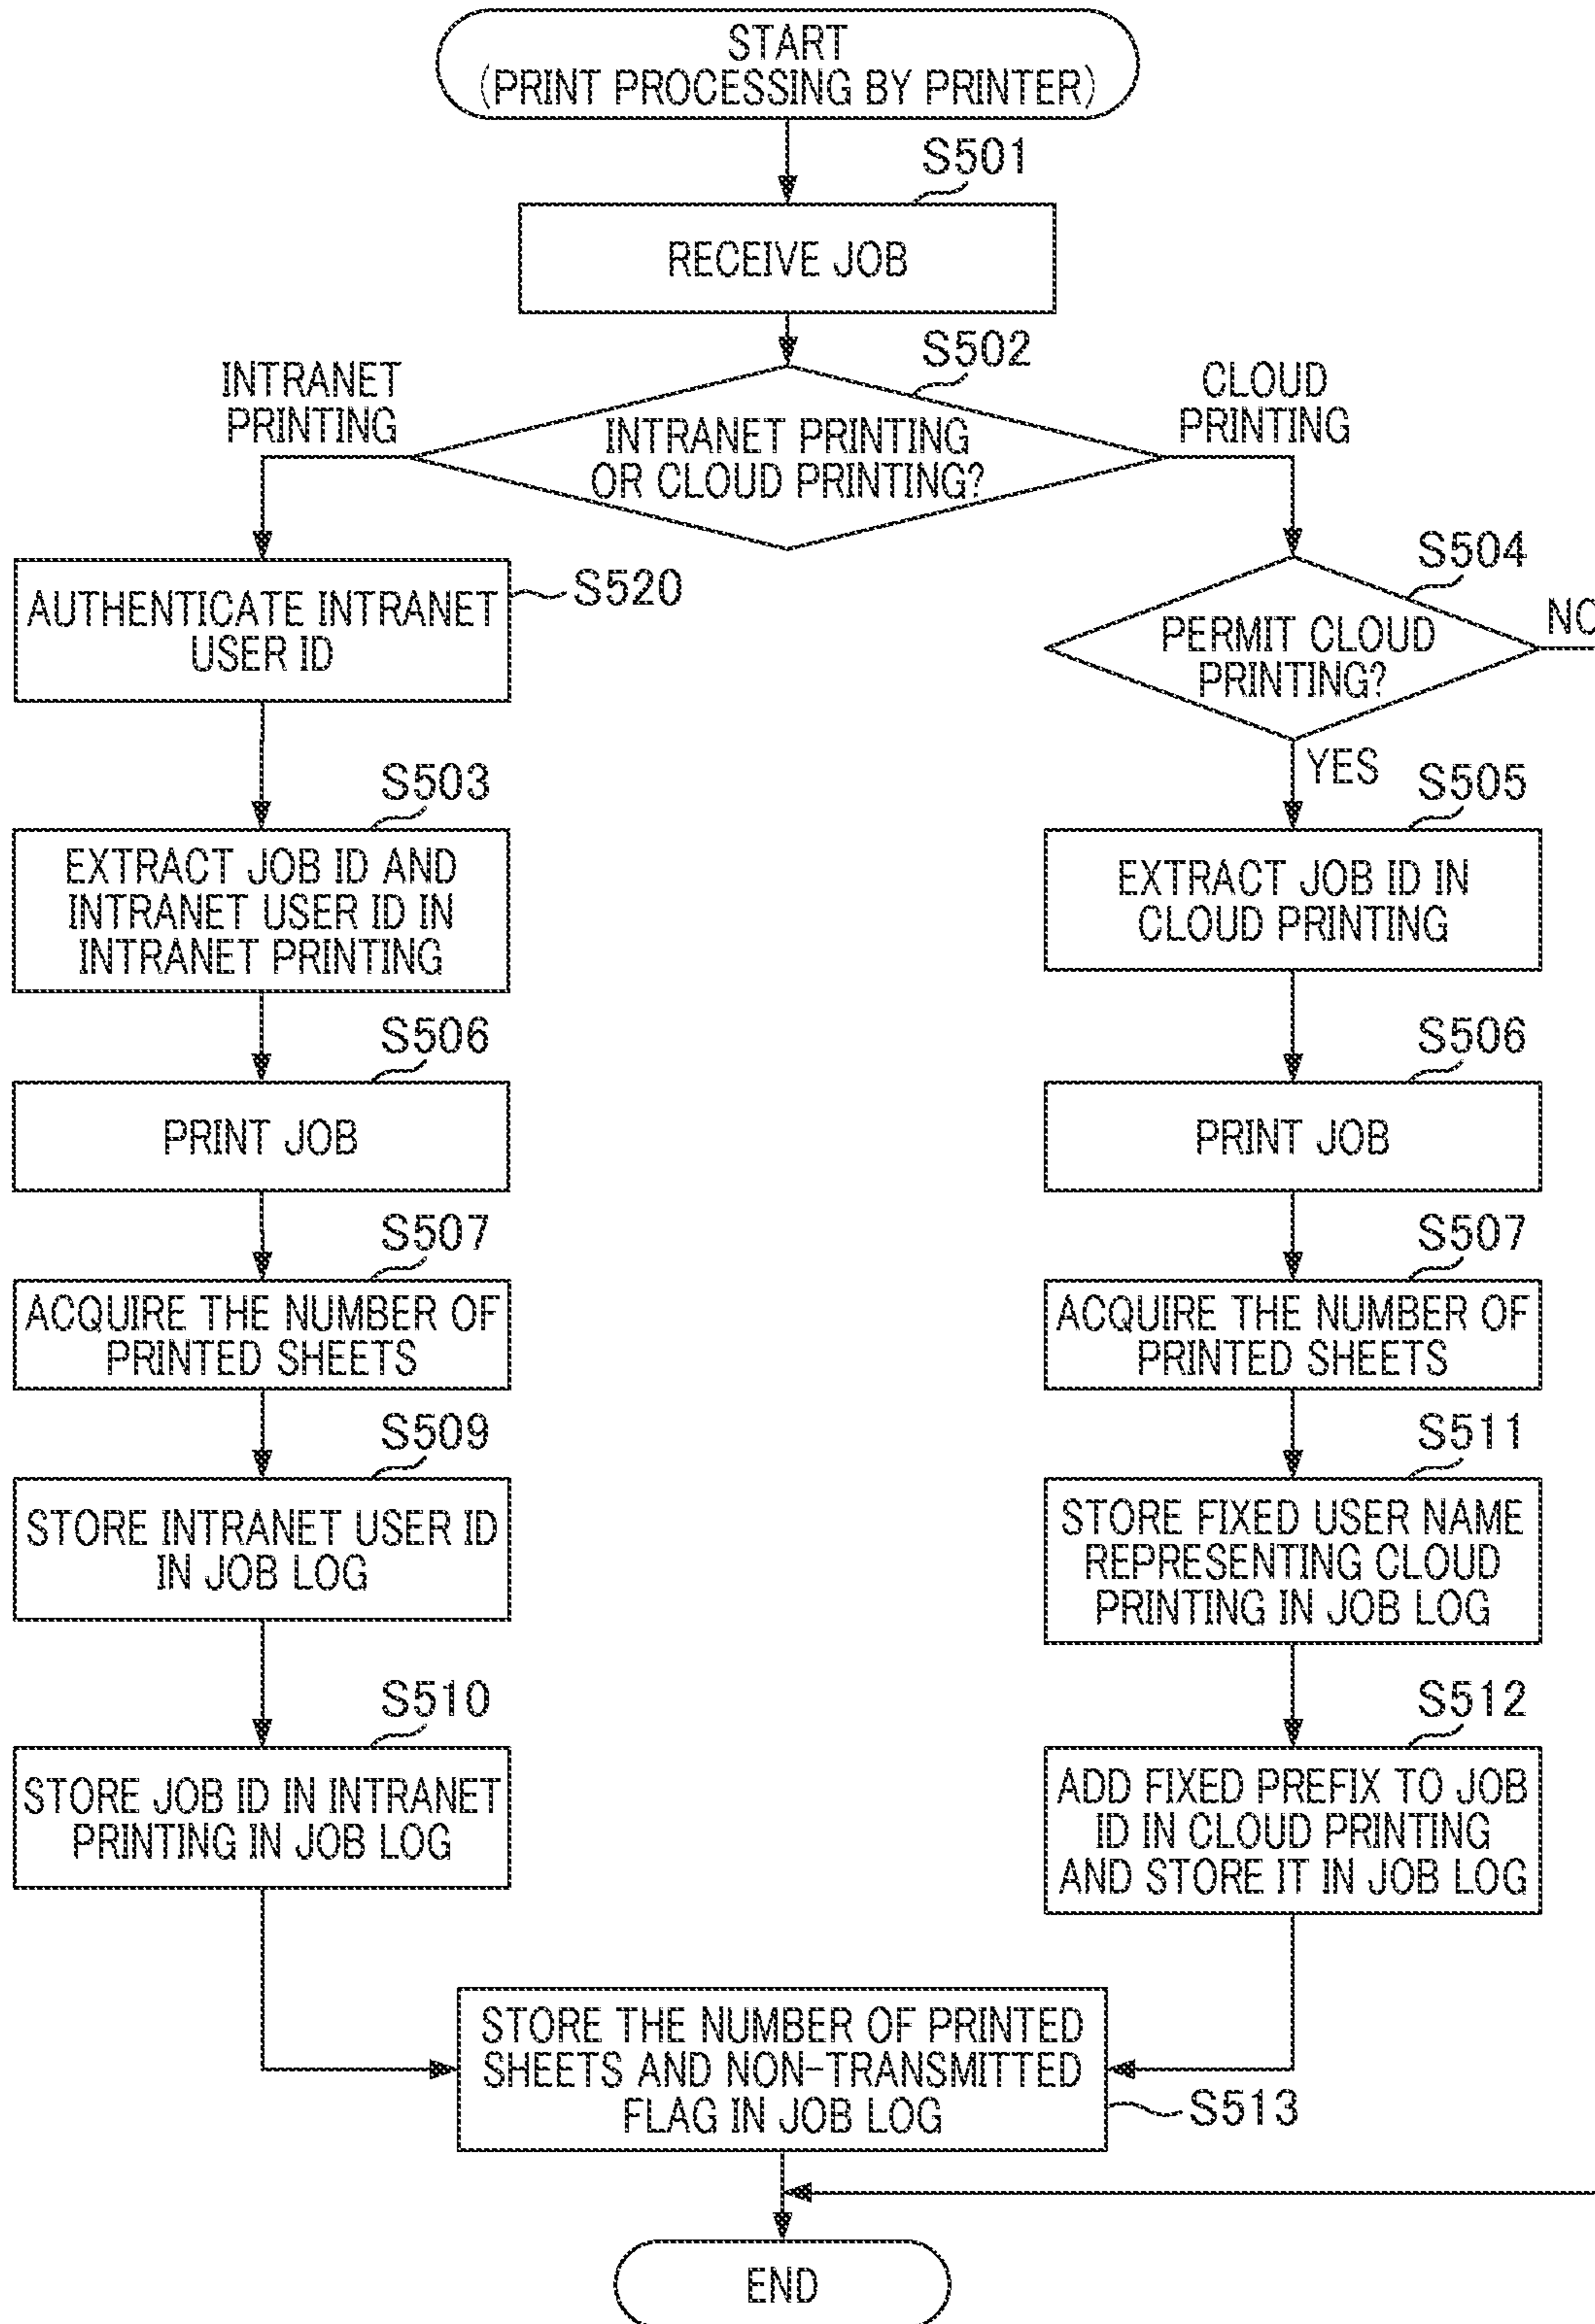 START
(PRINT PROCESSING BY PRINTER)
S501
RECEIVE JOB
S502
INTRANET
PRINTING
CLOUD
PRINTING
INTRANET PRINTING
OR CLOUD PRINTING?
S520
AUTHENTICATE INTRANET
USER ID
S504
PERMIT CLOUD
PRINTING?
NO
YES
S503
EXTRACT JOB ID AND
INTRANET USER ID IN
INTRANET PRINTING
S505
EXTRACT JOB ID IN
CLOUD PRINTING
S506
PRINT JOB
S506
PRINT JOB
S507
ACQUIRE THE NUMBER OF
PRINTED SHEETS
S507
ACQUIRE THE NUMBER OF
PRINTED SHEETS
S509
STORE INTRANET USER ID
IN JOB LOG
S511
STORE FIXED USER NAME
REPRESENTING CLOUD
PRINTING IN JOB LOG
S510
STORE JOB ID IN INTRANET
PRINTING IN JOB LOG
S512
ADD FIXED PREFIX TO JOB
ID IN CLOUD PRINTING
AND STORE IT IN JOB LOG
STORE THE NUMBER OF PRINTED
SHEETS AND NON-TRANSMITTED
FLAG IN JOB LOG
S513
END